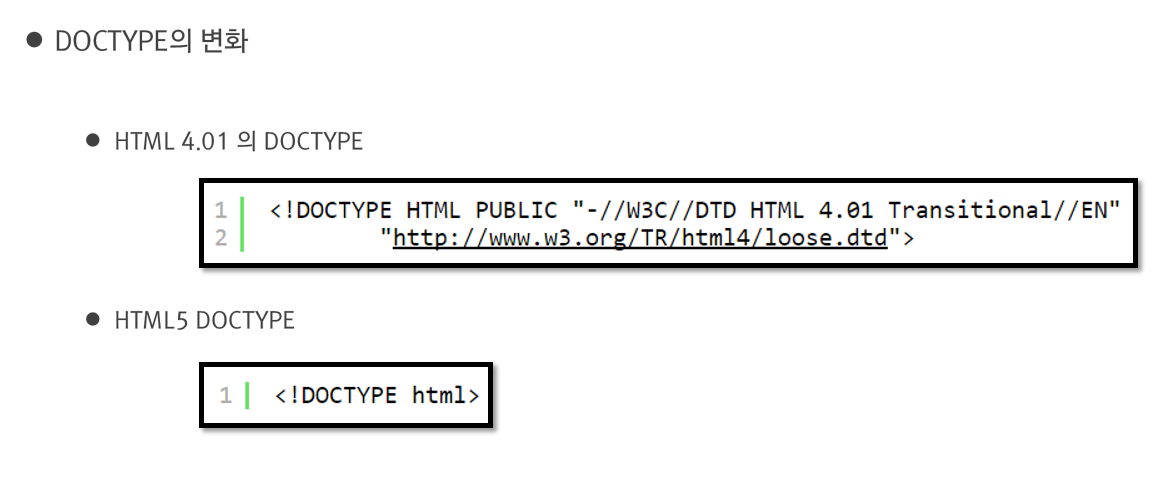 ● DOCTYPE의 변화
● HTML 4.01 의 DOCTYPE
1 <!DOCTYPE HTML PUBLIC "-//W3C//DTD HTML 4.01 Transitional//EN"
2 "http://www.w3.org/TR/html4/loose.dtd">
● HTML5 DOCTYPE
1 <!DOCTYPE html>